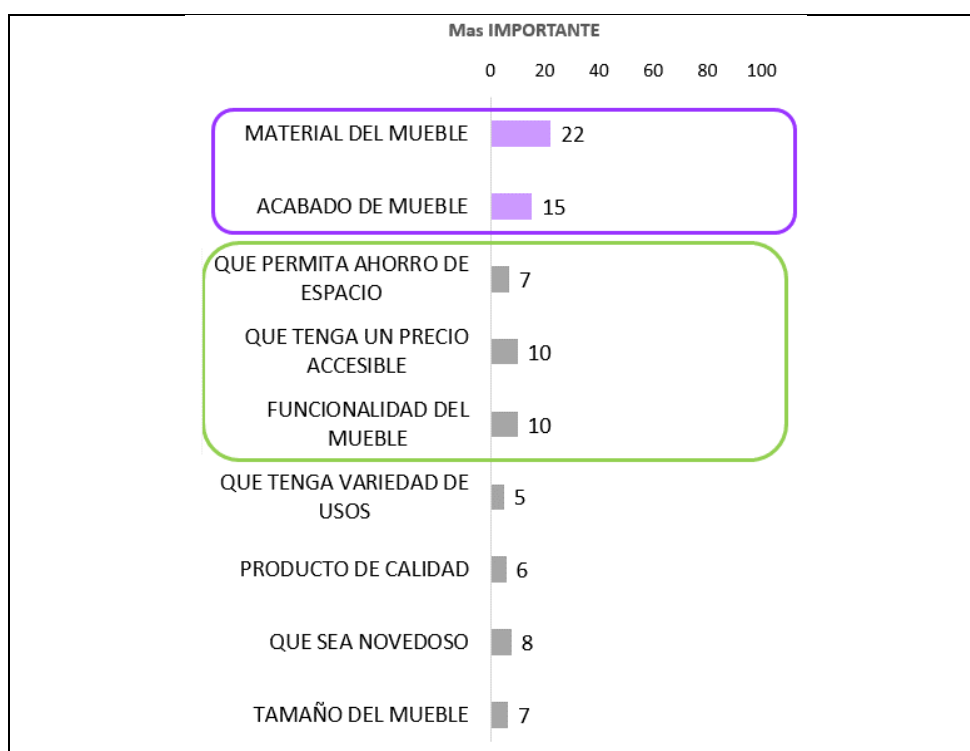 Mas IMPORTANTE
0 20 40 60 80 100
MATERIAL DEL MUEBLE 22
ACABADO DE MUEBLE 15
QUE PERMITA AHORRO DE
ESPACIO 7
QUE TENGA UN PRECIO
ACCESIBLE 10
FUNCIONALIDAD DEL
MUEBLE 10
QUE TENGA VARIEDAD DE
USOS 5
PRODUCTO DE CALIDAD 6
QUE SEA NOVEDOSO 8
TAMAÑO DEL MUEBLE 7